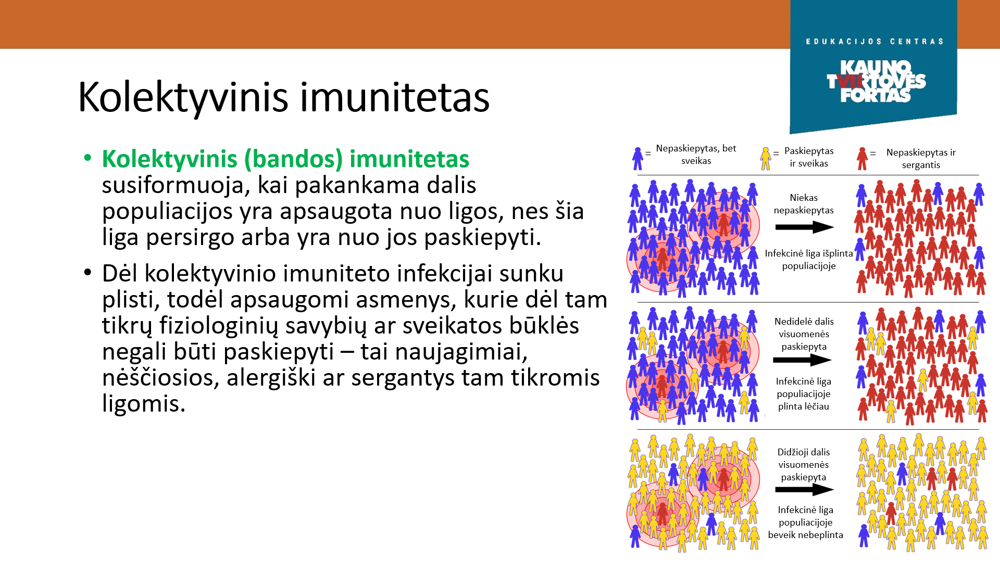 EDUKACIJOS CENTRAS
KAUNO
TVIRTOVĖS
FORTAS
Kolektyvinis imunitetas
• Kolektyvinis (bandos) imunitetas
susiformuoja, kai pakankama dalis
populiacijos yra apsaugota nuo ligos, nes šia
liga persirgo arba yra nuo jos paskiepyti.
• Dėl kolektyvinio imuniteto infekcijai sunku
plisti, todėl apsaugomi asmenys, kurie dėl tam
tikrų fiziologinių savybių ar sveikatos būklės
negali būti paskiepyti – tai naujagimiai,
nėščiosios, alergiški ar sergantys tam tikromis
ligomis.
= Nepaskiepytas, bet
sveikas
= Paskiepytas
ir sveikas
= Nepaskiepytas ir
sergantis
Niekas
nepaskiepytas
Infekcinė liga išplinta
populiacijoje
Nedidelė dalis
visuomenės
paskiepyta
Infekcinė liga
populiacijoje
plinta lėčiau
Didžioji dalis
visuomenės
paskiepyta
Infekcinė liga
populiacijoje
beveik nebeplinta